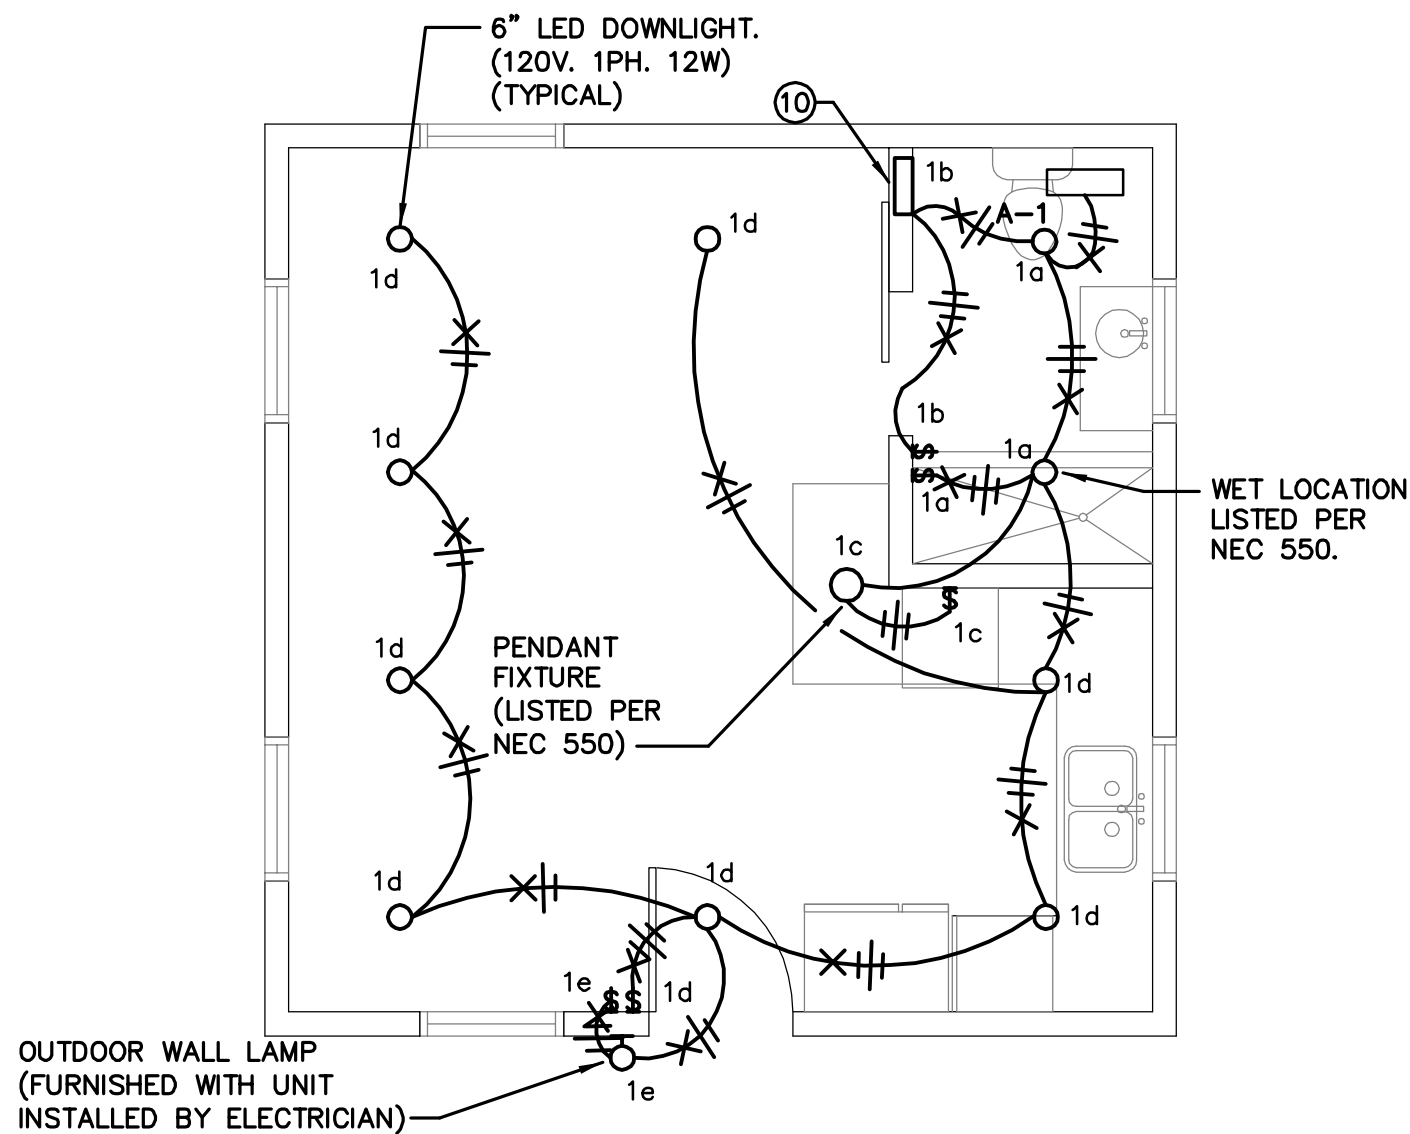 6” LED DOWNLIGHT.
(120V. 1PH. 12W)
(TYPICAL)
10
1b
A-1
1d
1d
1a
1b
1d
1a
1a
WET LOCATION
LISTED PER
NEC 550.
$
$
1c
$
1c
1d
PENDANT
FIXTURE
(LISTED PER
NEC 550)
1d
1d
1d
1d
1e
1d
$ $
OUTDOOR WALL LAMP
(FURNISHED WITH UNIT
INSTALLED BY ELECTRICIAN)
1e